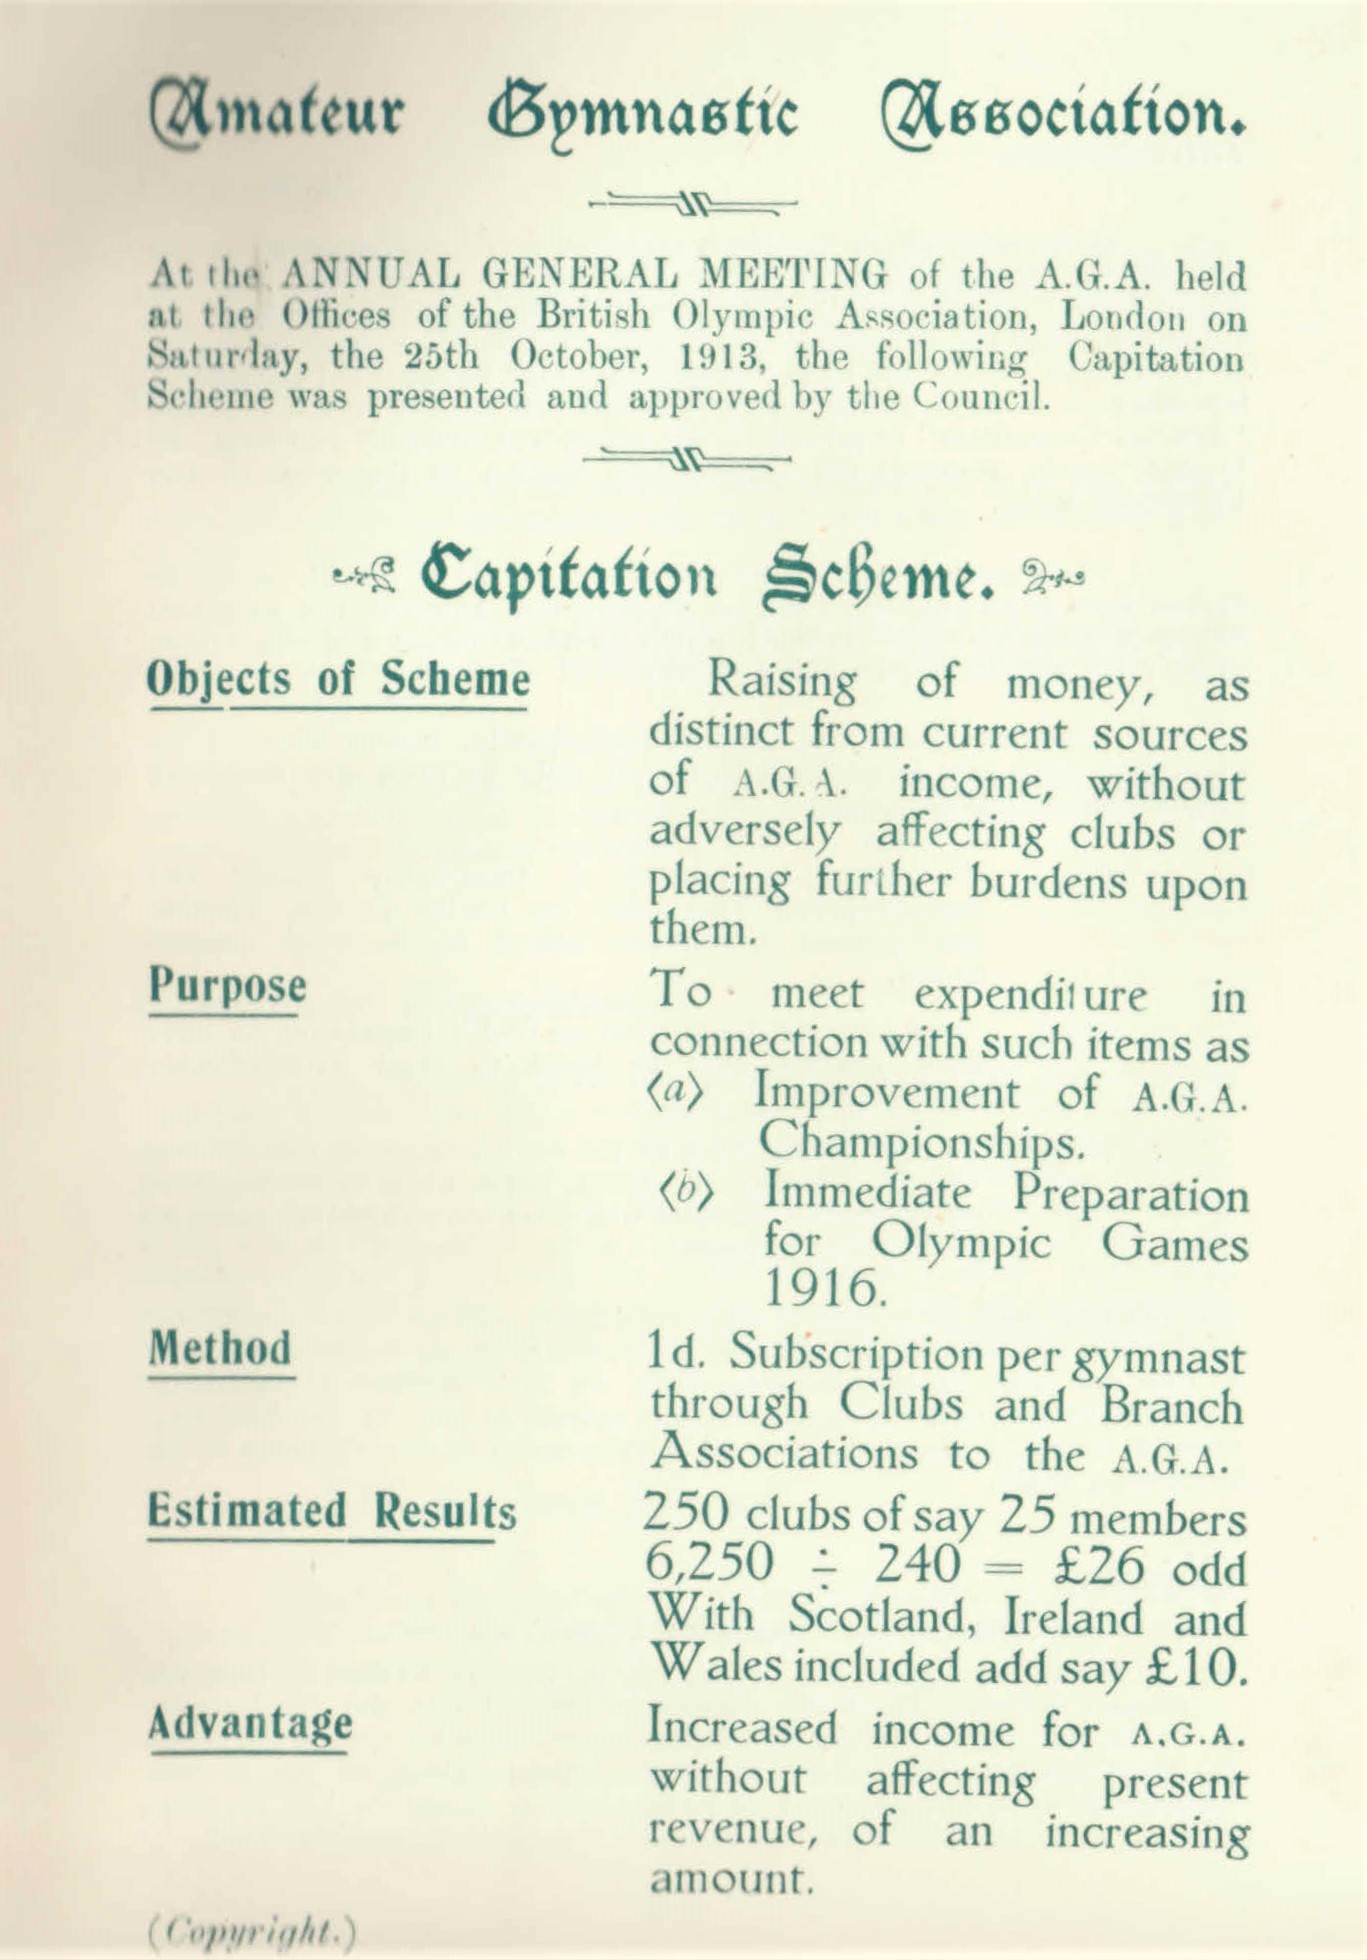 Amateur Gymnastic Association.
At the ANNUAL GENERAL MEETING of the A.G.A. held
at the Offices of the British Olympic Association, London on
Saturday, the 25th October, 1913, the following Capitation
Scheme was presented and approved by the Council.
Capitation Scheme.
Objects of Scheme Raising of money, as
distinct from current sources
of A.G.A. income, without
adversely affecting clubs or
placing further burdens upon
them.
Purpose To meet expenditure in
connection with such items as
(a) Improvement of A.G.A.
Championships.
(b) Immediate Preparation
for Olympic Games
1916.
Method 1d. Subscription per gymnast
through Clubs and Branch
Associations to the A.G.A.
Estimated Results 250 clubs of say 25 members
6,250 ÷ 240 = £26 odd
With Scotland, Ireland and
Wales included add say £10.
Advantage Increased income for A.G.A.
without affecting present
revenue, of an increasing
amount.
(Copyright.)